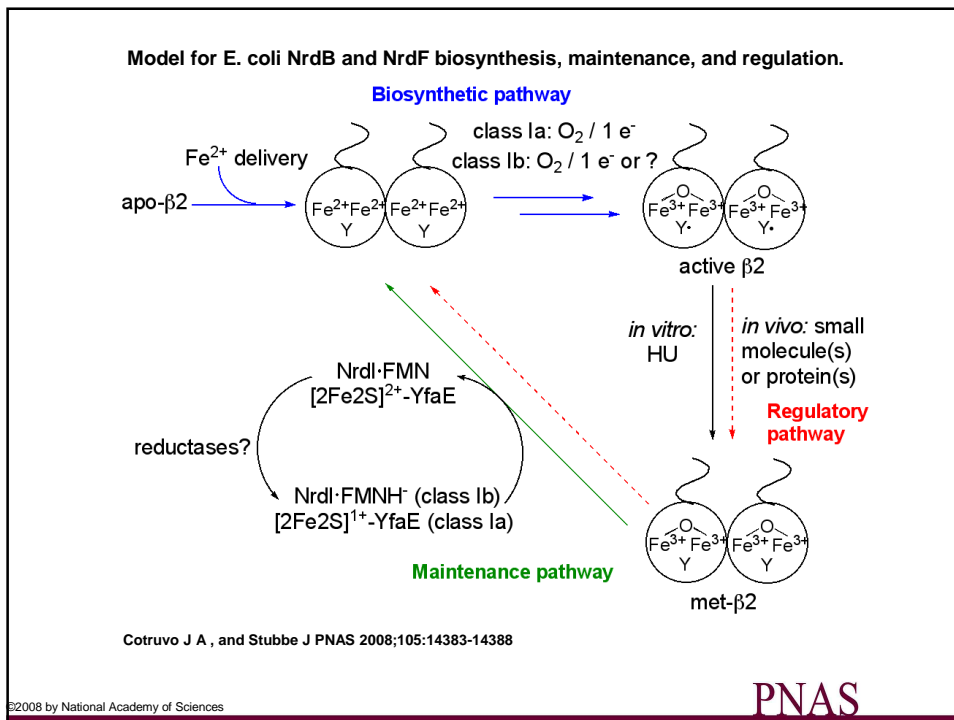 Model for E. coli NrdB and NrdF biosynthesis, maintenance, and regulation.
Biosynthetic pathway
class Ia: O₂ / 1 e⁻
class Ib: O₂ / 1 e⁻ or ?
Fe²⁺ delivery
apo-β2
Fe²⁺Fe²⁺ Fe²⁺Fe²⁺
Y Y
O O
Fe³⁺ Fe³⁺ Fe³⁺ Fe³⁺
Y• Y•
active β2
in vitro:
HU
in vivo: small
molecule(s)
or protein(s)
Regulatory
pathway
NrdI·FMN
[2Fe2S]²⁺-YfaE
reductases?
NrdI·FMNH⁻ (class Ib)
[2Fe2S]¹⁺-YfaE (class Ia)
Maintenance pathway
O O
Fe³⁺ Fe³⁺ Fe³⁺ Fe³⁺
Y Y
met-β2
Cotruvo J A , and Stubbe J PNAS 2008;105:14383-14388
©2008 by National Academy of Sciences
PNAS